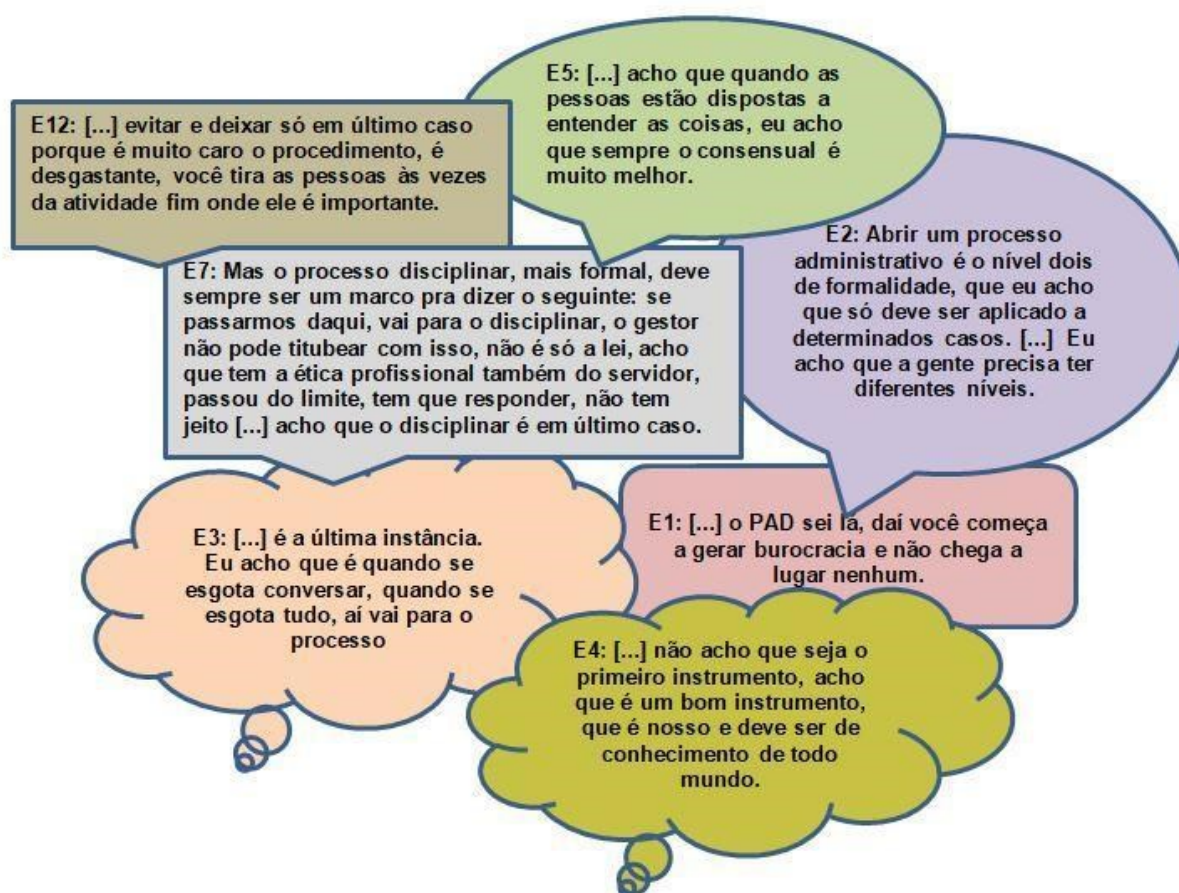 E5: [...] acho que quando as
pessoas estão dispostas a
entender as coisas, eu acho
que sempre o consensual é
muito melhor.
E12: [...] evitar e deixar só em último caso
porque é muito caro o procedimento, é
desgastante, você tira as pessoas às vezes
da atividade fim onde ele é importante.
E2: Abrir um processo
administrativo é o nível dois
de formalidade, que eu acho
que só deve ser aplicado a
determinados casos. [...] Eu
acho que a gente precisa ter
diferentes níveis.
E7: Mas o processo disciplinar, mais formal, deve
sempre ser um marco pra dizer o seguinte: se
passarmos daqui, vai para o disciplinar, o gestor
não pode titubear com isso, não é só a lei, acho
que tem a ética profissional também do servidor,
passou do limite, tem que responder, não tem
jeito [...] acho que o disciplinar é em último caso.
E3: [...] é a última instância.
Eu acho que é quando se
esgota conversar, quando se
esgota tudo, aí vai para o
processo
E1: [...] o PAD sei lá, daí você começa
a gerar burocracia e não chega a
lugar nenhum.
E4: [...] não acho que seja o
primeiro instrumento, acho
que é um bom instrumento,
que é nosso e deve ser de
conhecimento de todo
mundo.